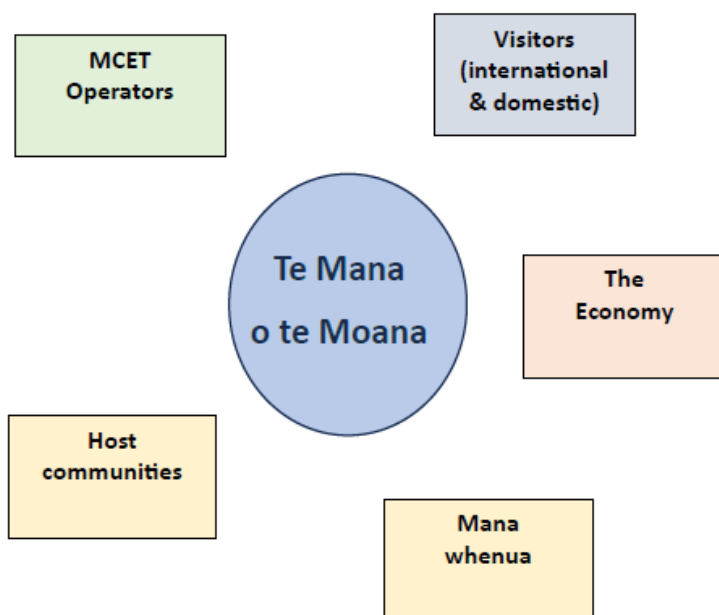 MCET
Operators
Visitors
(international
& domestic)
Te Mana
o te Moana
The
Economy
Host
communities
Mana
whenua